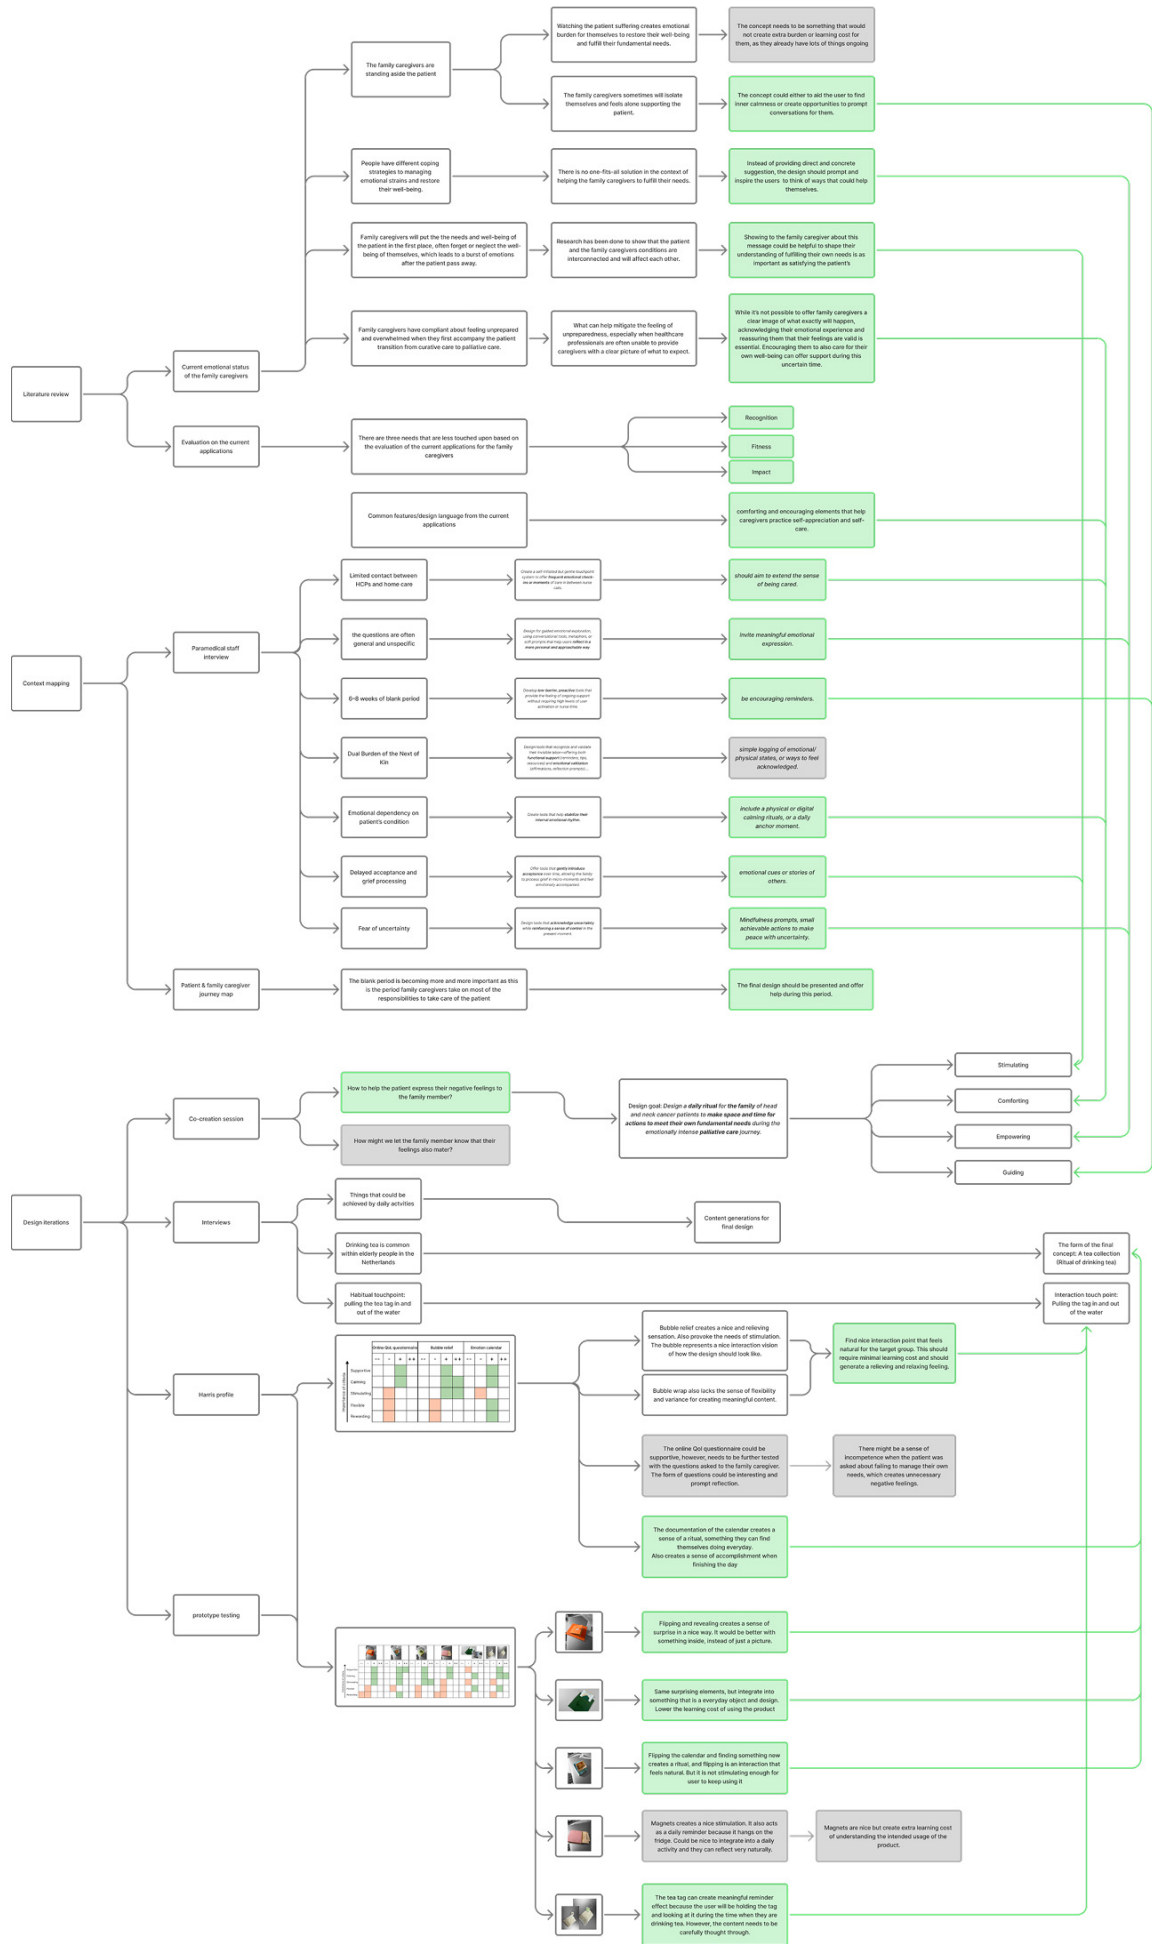 Watching the patient suffering creates emotional
burden for themselves to restore their well-being
and fulfill their fundamental needs.
The concept needs to be something that would
not create extra burden or learning cost for
them, as they already have lots of things ongoing
The family caregivers are
standing aside the patient
The family caregivers sometimes will isolate
themselves and feels alone supporting the
patient.
The concept could either to aid the user to find
inner calmness or create opportunities to prompt
conversations for them.
People have different coping
strategies to managing
emotional strains and restore
their well-being.
There is no one-fits-all solution in the context of
helping the family caregivers to fulfill their needs.
Instead of providing direct and concrete
suggestion, the design should prompt and
inspire the users to think of ways that could help
themselves.
Family caregivers will put the the needs and well-being of
the patient in the first place, often forget or neglect the well-
being of themselves, which leads to a burst of emotions
after the patient pass away.
Research has been done to show that the patient
and the family caregivers conditions are
interconnected and will affect each other.
Showing to the family caregiver about this
message could be helpful to shape their
understanding of fulfilling their own needs is as
important as satisfying the patient's
Family caregivers have compliant about feeling unprepared
and overwhelmed when they first accompany the patient
transition from curative care to palliative care.
What can help mitigate the feeling of
unpreparedness, especially when healthcare
professionals are often unable to provide
caregivers with a clear picture of what to expect.
While it's not possible to offer family caregivers a
clear image of what exactly will happen,
acknowledging their emotional experience and
reassuring them that their feelings are valid is
essential. Encouraging them to also care for their
own well-being can offer support during this
uncertain time.
Literature review
Current emotional status
of the family caregivers
Evaluation on the current
applications
There are three needs that are less touched upon based on
the evaluation of the current applications for the family
caregivers
Recognition
Fitness
Impact
Common features/design language from the current
applications
comforting and encouraging elements that help
caregivers practice self-appreciation and self-
care.
Context mapping
Paramedical staff
interview
Limited contact between
HCPs and home care
should aim to extend the sense
of being cared.
the questions are often
general and unspecific
invite meaningful emotional
expression.
6-8 weeks of blank period
be encouraging reminders.
Dual Burden of the Next of
Kin
simple logging of emotional/
physical states, or ways to feel
acknowledged.
Emotional dependency on
patient's condition
Create tools that help stabilize their
internal emotional rhythm.
include a physical or digital
calming rituals, or a daily
anchor moment.
Delayed acceptance and
grief processing
emotional cues or stories of
others.
Fear of uncertainty
Design tools that acknowledge uncertainty
while reinforcing a sense of control in the
present moment.
Mindfulness prompts, small
achievable actions to make
peace with uncertainty.
Patient & family caregiver
journey map
The blank period is becoming more and more important as this
is the period family caregivers take on most of the
responsibilities to take care of the patient
The final design should be presented and offer
help during this period.
Design iterations
Co-creation session
How to help the patient express their negative feelings to
the family member?
How might we let the family member know that their
feelings also mater?
Design goal: Design a daily ritual for the family of head
and neck cancer patients to make space and time for
actions to meet their own fundamental needs during the
emotionally intense palliative care journey.
Stimulating
Comforting
Empowering
Guiding
Interviews
Things that could be
achieved by daily activities
Content generations for
final design
Drinking tea is common
within elderly people in the
Netherlands
The form of the final
concept: A tea collection
(Ritual of drinking tea)
Habitual touchpoint:
pulling the tea tag in and
out of the water
Interaction touch point:
Pulling the tag in and out
of the water
Harris profile
Online QoL questionnaire
Bubble relief
Emotion calendar
-- - + ++ -- - + ++ -- - + ++
Supportive
Calming
Stimulating
Flexible
Rewarding
Bubble relief creates a nice and relieving
sensation. Also provoke the needs of stimulation.
The bubble represents a nice interaction vision
of how the design should look like.
Bubble wrap also lacks the sense of flexibility
and variance for creating meaningful content.
Find nice interaction point that feels
natural for the target group. This should
require minimal learning cost and should
generate a relieving and relaxing feeling.
The online Qol questionnaire could be
supportive, however, needs to be further tested
with the questions asked to the family caregiver.
The form of questions could be interesting and
prompt reflection.
There might be a sense of
incompetence when the patient was
asked about failing to manage their own
needs, which creates unnecessary
negative feelings.
The documentation of the calendar creates a
sense of a ritual, something they can find
themselves doing everyday.
Also creates a sense of accomplishment when
finishing the day
prototype testing
Flipping and revealing creates a sense of
surprise in a nice way. It would be better with
something inside, instead of just a picture.
Same surprising elements, but integrate into
something that is a everyday object and design.
Lower the learning cost of using the product
Flipping the calendar and finding something new
creates a ritual, and flipping is an interaction that
feels natural. But it is not stimulating enough for
user to keep using it
Magnets creates a nice stimulation. It also acts
as a daily reminder because it hangs on the
fridge. Could be nice to integrate into a daily
activity and they can reflect very naturally.
Magnets are nice but create extra learning cost
of understanding the intended usage of the
product.
The tea tag can create meaningful reminder
effect because the user will be holding the tag
and looking at it during the time when they are
drinking tea. However, the content needs to be
carefully thought through.